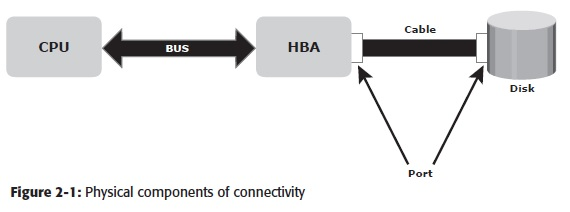 CPU
BUS
HBA
Cable
Disk
Port
Figure 2-1: Physical components of connectivity